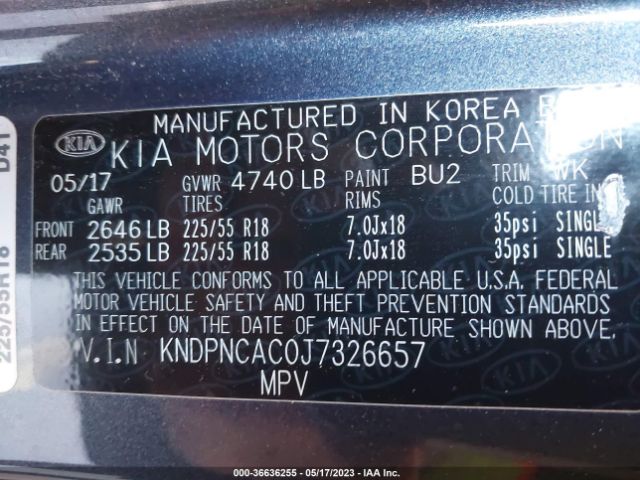 MANUFACTURED IN KOREA
KIA KIA MOTORS CORPORATION
05/17 GVWR 4740 LB PAINT BU2 TRIM WK
GAWR TIRES RIMS COLD TIRE
FRONT 2646 LB 225/55 R18 7.0Jx18 35psi SINGLE
REAR 2535 LB 225/55 R18 7.0Jx18 35psi SINGLE
THIS VEHICLE CONFORMS TO ALL APPLICABLE U.S.A. FEDERAL
MOTOR VEHICLE SAFETY AND THEFT PREVENTION STANDARDS
IN EFFECT ON THE DATE OF MANUFACTURE SHOWN ABOVE.
V.I.N KNDPNCAC0J7326657
MPV
225/55R18 D41
© - 36636255 - 05/17/2023 - IAA Inc.